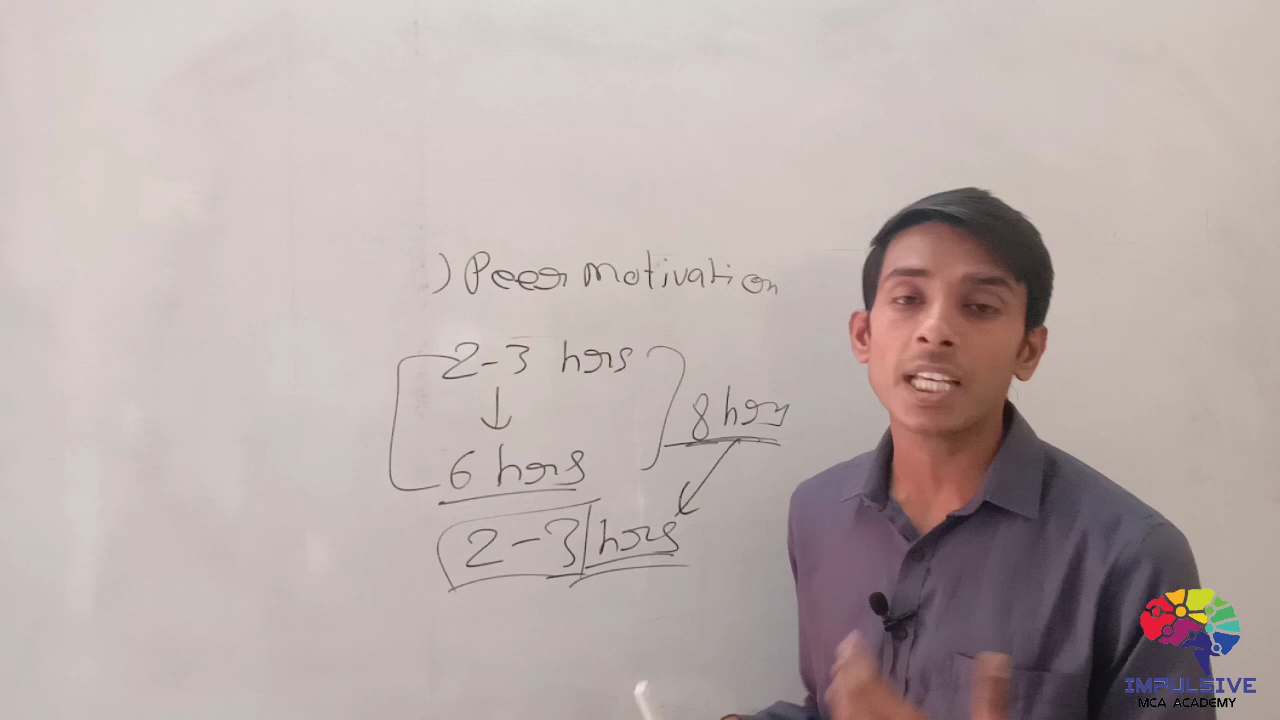 ) Peer motivation
2-3 hrs
↓
6 hrs
8 hrs
2-3 hrs
IMPULSIVE
MCA ACADEMY